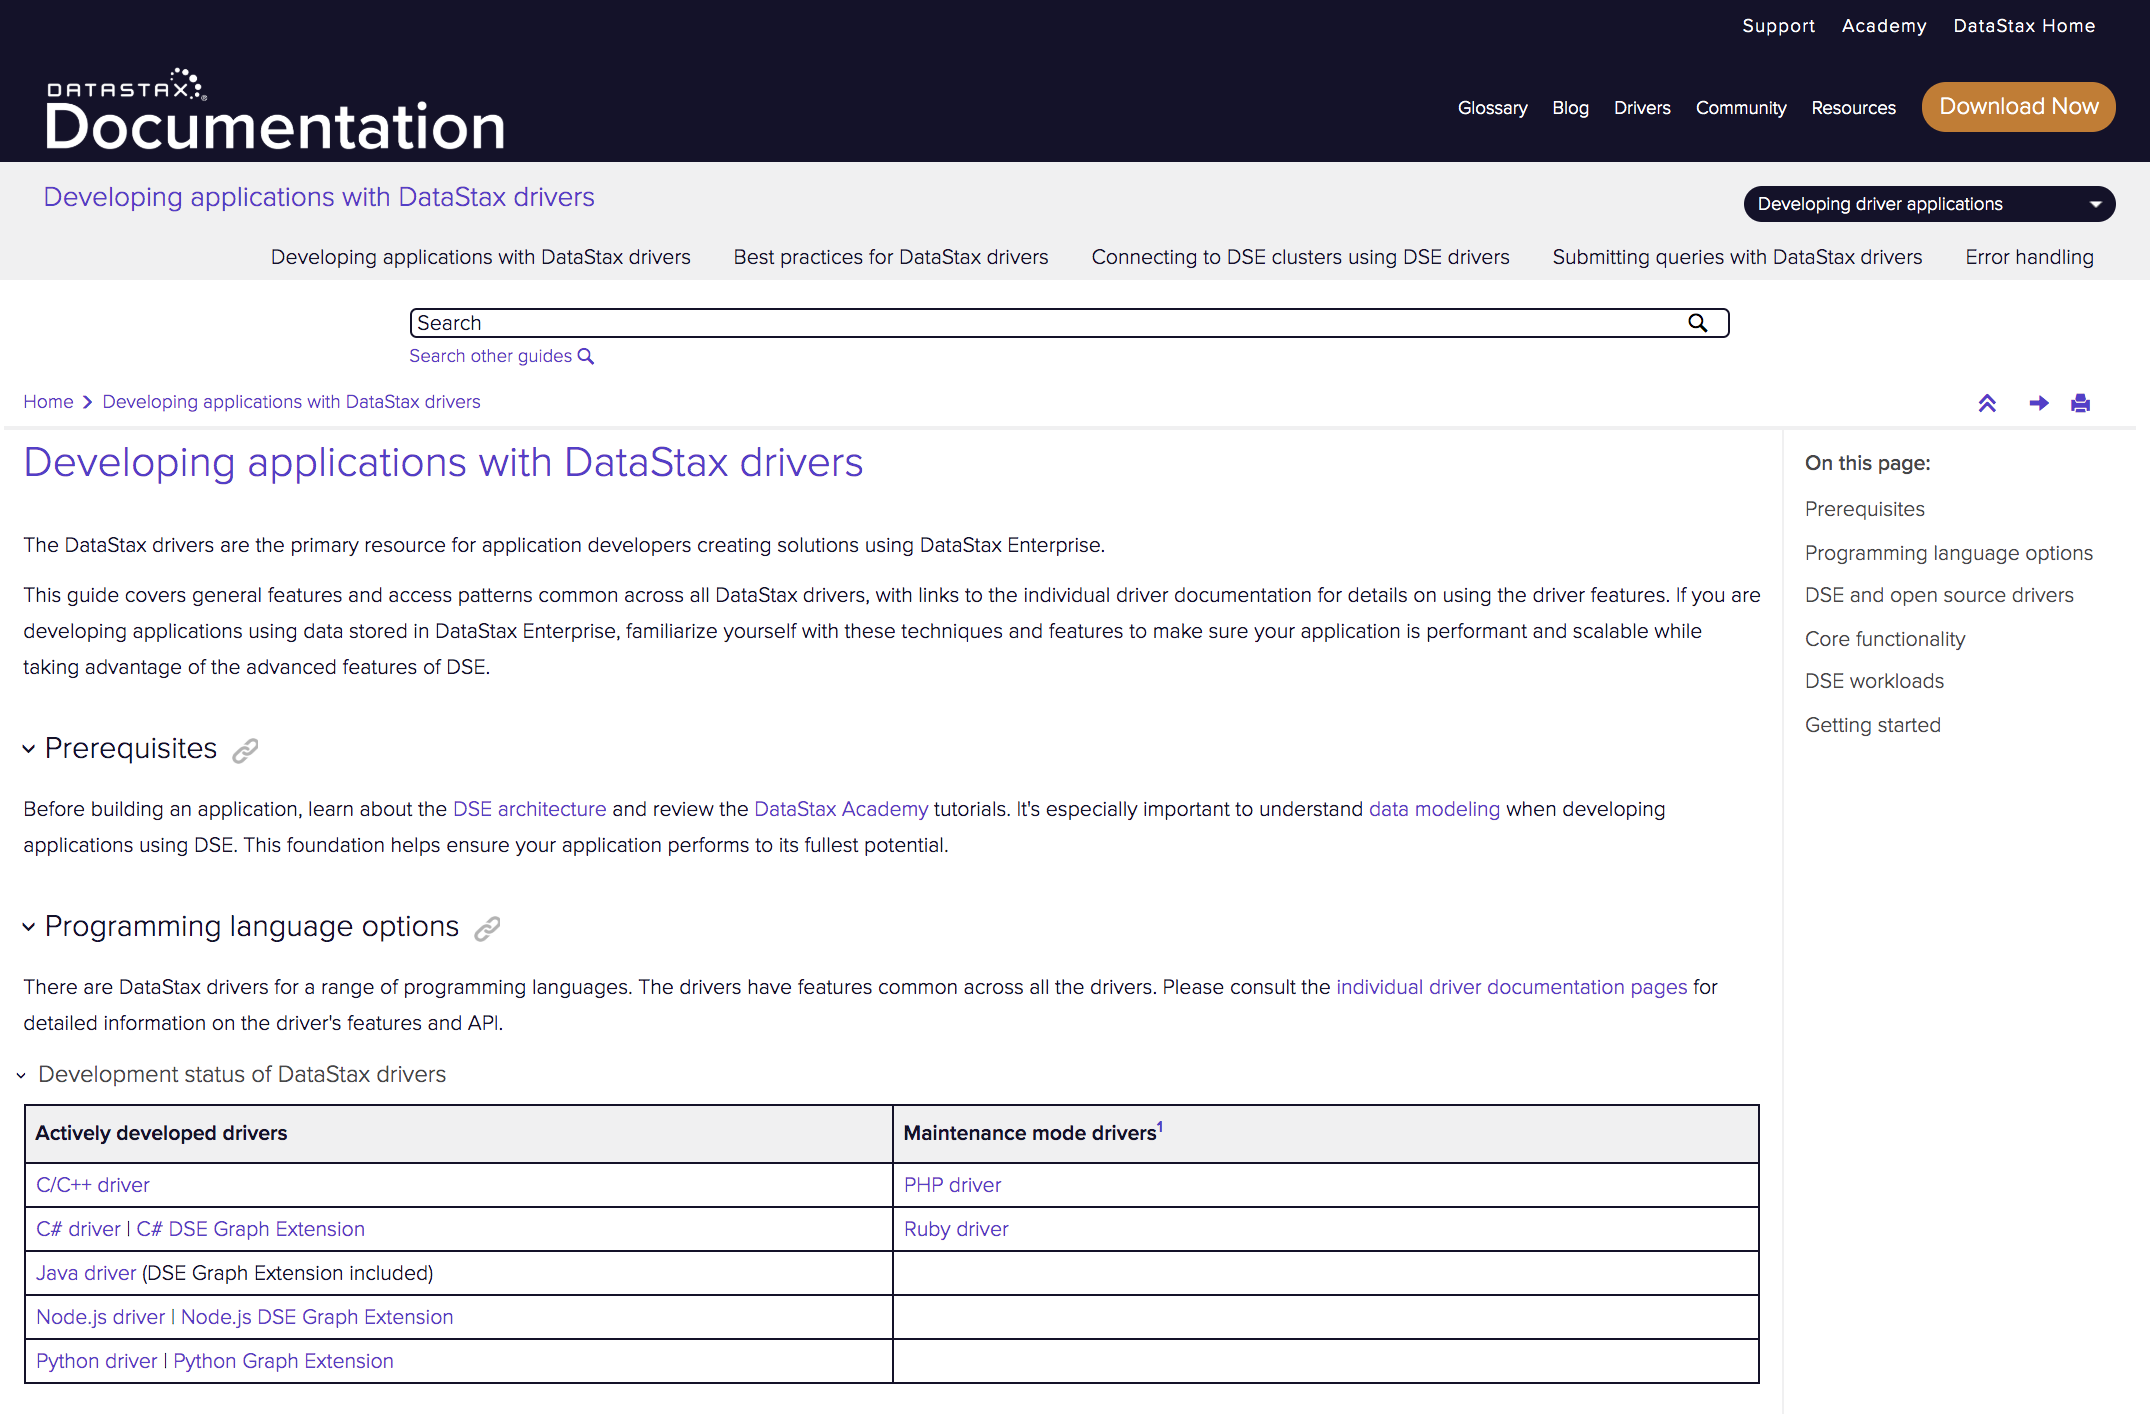 Support Academy DataStax Home
DATASTAX®
Documentation
Glossary Blog Drivers Community Resources Download Now
Developing applications with DataStax drivers
Developing driver applications
Developing applications with DataStax drivers Best practices for DataStax drivers Connecting to DSE clusters using DSE drivers Submitting queries with DataStax drivers Error handling
Search
Search other guides
Home Developing applications with DataStax drivers
Developing applications with DataStax drivers
The DataStax drivers are the primary resource for application developers creating solutions using DataStax Enterprise.
This guide covers general features and access patterns common across all DataStax drivers, with links to the individual driver documentation for details on using the driver features. If you are
developing applications using data stored in DataStax Enterprise, familiarize yourself with these techniques and features to make sure your application is performant and scalable while
taking advantage of the advanced features of DSE.
Prerequisites
Before building an application, learn about the DSE architecture and review the DataStax Academy tutorials. It's especially important to understand data modeling when developing
applications using DSE. This foundation helps ensure your application performs to its fullest potential.
Programming language options
There are DataStax drivers for a range of programming languages. The drivers have features common across all the drivers. Please consult the individual driver documentation pages for
detailed information on the driver's features and API.
Development status of DataStax drivers
Actively developed drivers Maintenance mode drivers1
C/C++ driver PHP driver
C# driver | C# DSE Graph Extension Ruby driver
Java driver (DSE Graph Extension included)
Node.js driver | Node.js DSE Graph Extension
Python driver | Python Graph Extension
On this page:
Prerequisites
Programming language options
DSE and open source drivers
Core functionality
DSE workloads
Getting started